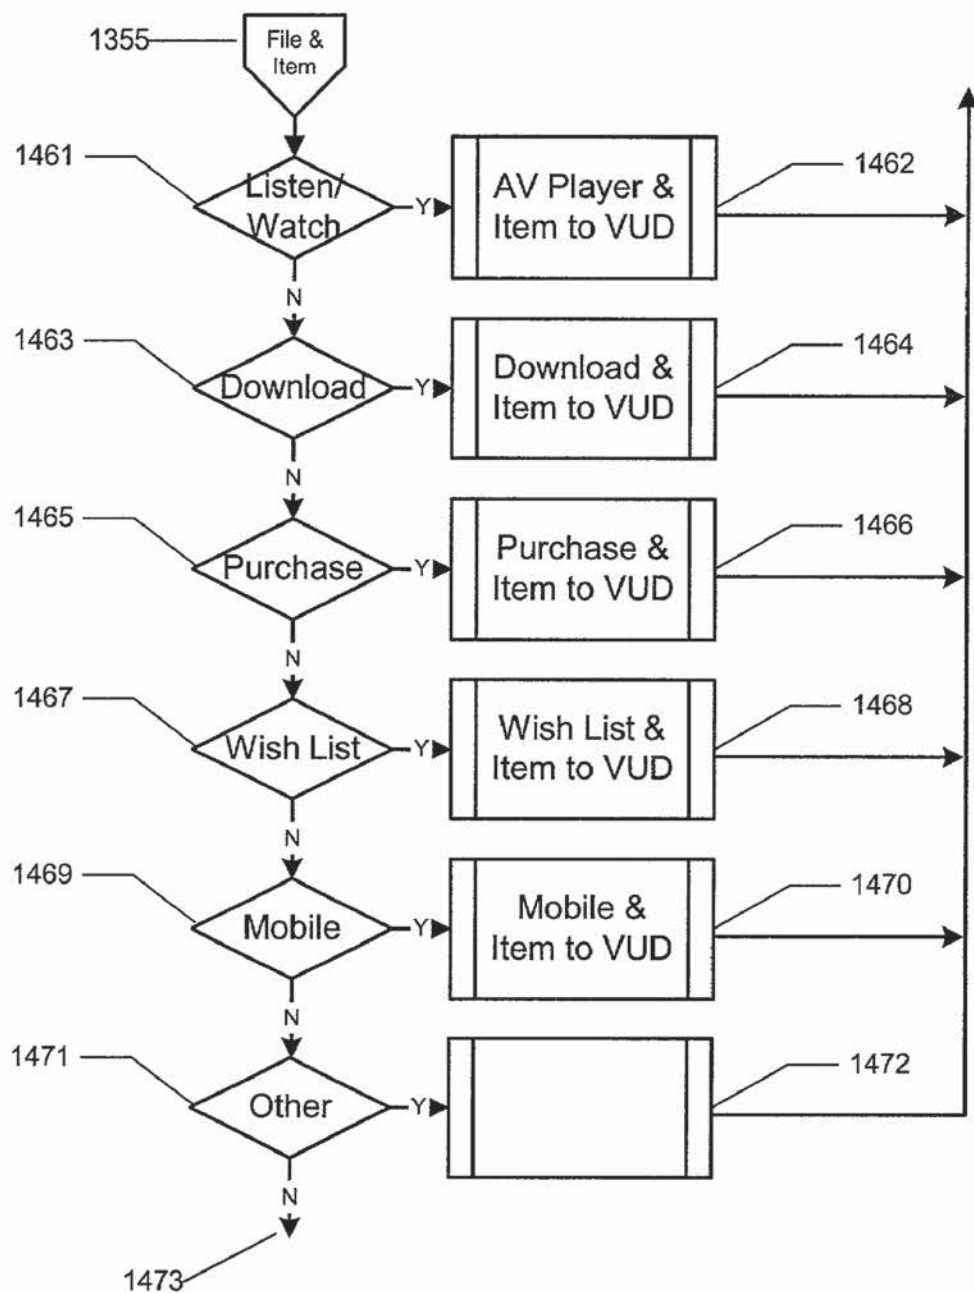 1355
File &
Item
1461
Listen/
Watch
Y
AV Player &
Item to VUD
1462
N
1463
Download
Y
Download &
Item to VUD
1464
N
1465
Purchase
Y
Purchase &
Item to VUD
1466
N
1467
Wish List
Y
Wish List &
Item to VUD
1468
N
1469
Mobile
Y
Mobile &
Item to VUD
1470
N
1471
Other
Y
1472
N
1473